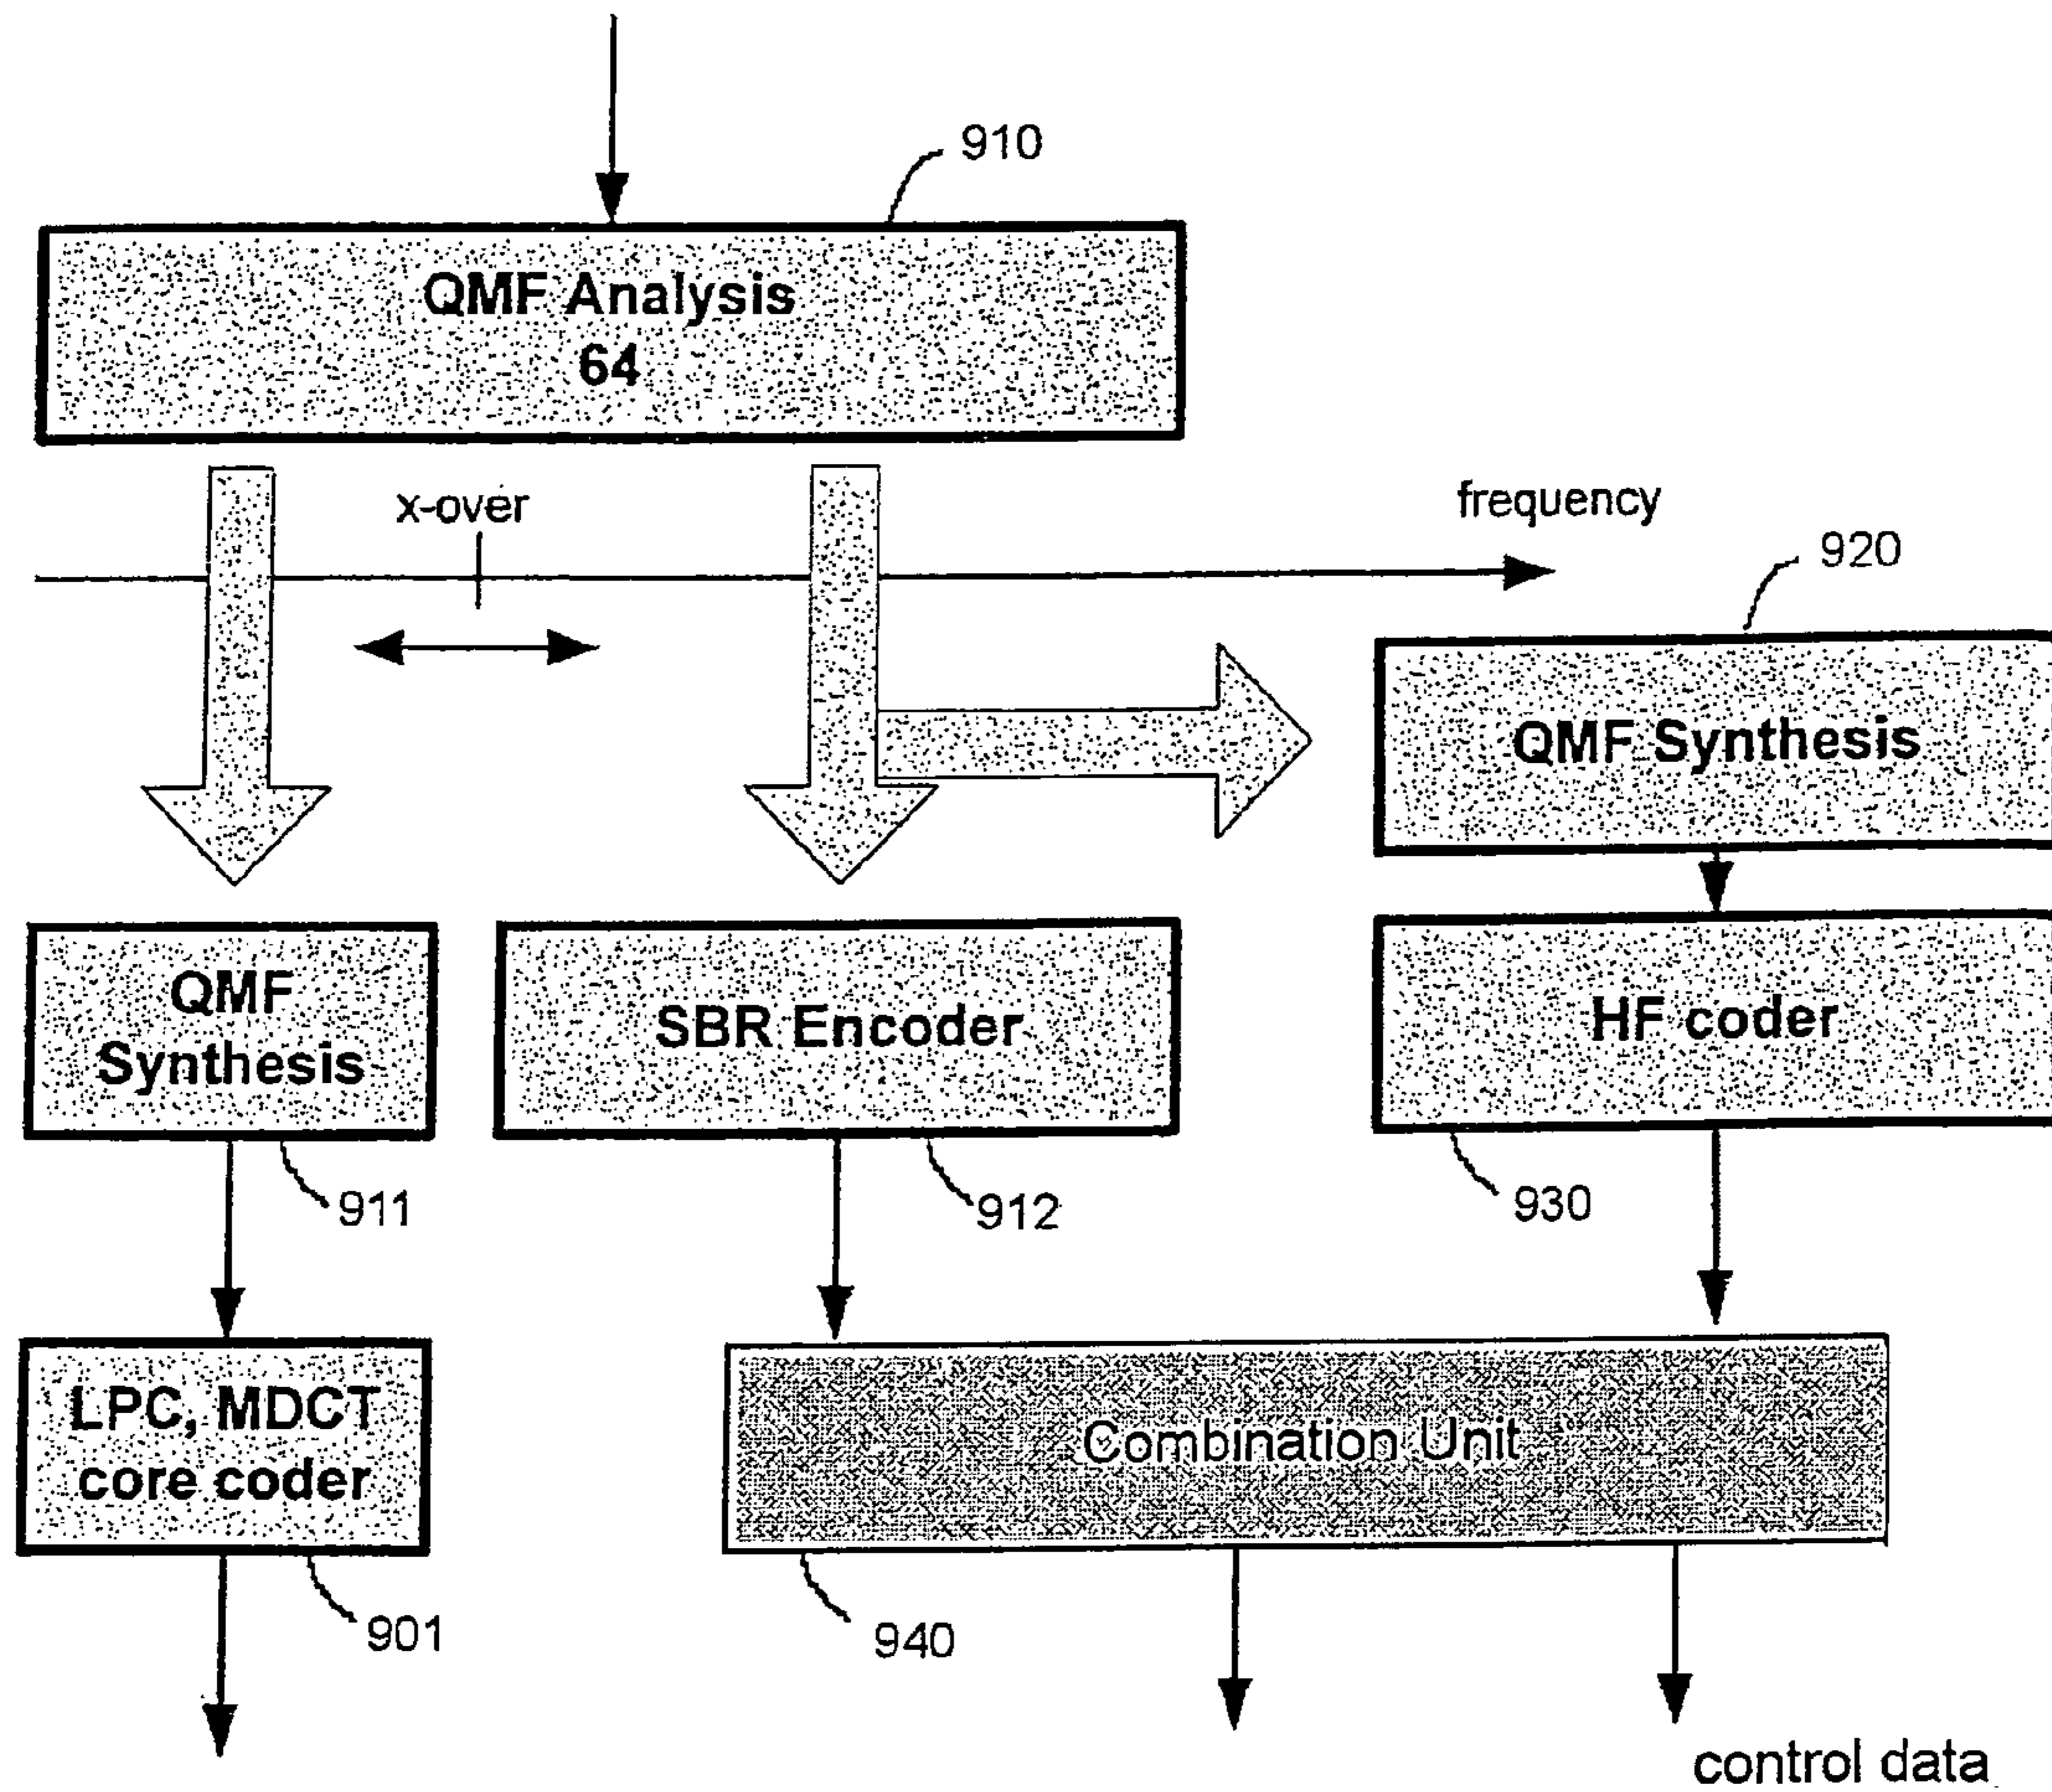 910
QMF Analysis
64
x-over
frequency
920
QMF Synthesis
QMF
Synthesis
SBR Encoder
HF coder
911
912
930
LPC, MDCT
core coder
Combination Unit
901
940
control data